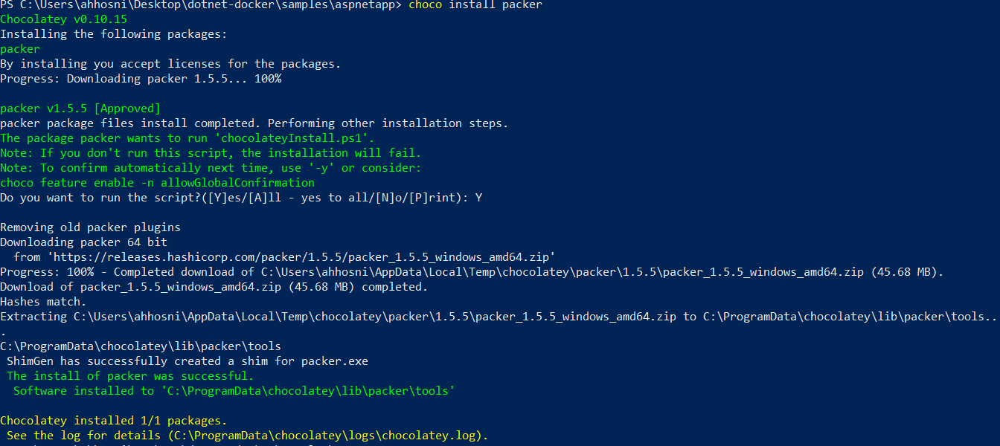 PS C:\Users\ahhosni\Desktop\dotnet-docker\samples\aspnetapp> choco install packer
Chocolatey v0.10.15
Installing the following packages:
packer
By installing you accept licenses for the packages.
Progress: Downloading packer 1.5.5... 100%
packer v1.5.5 [Approved]
packer package files install completed. Performing other installation steps.
The package packer wants to run 'chocolateyInstall.ps1'.
Note: If you don't run this script, the installation will fail.
Note: To confirm automatically next time, use '-y' or consider:
choco feature enable -n allowGlobalConfirmation
Do you want to run the script?([Y]es/[A]ll - yes to all/[N]o/[P]rint): Y
Removing old packer plugins
Downloading packer 64 bit
  from 'https://releases.hashicorp.com/packer/1.5.5/packer_1.5.5_windows_amd64.zip'
Progress: 100% - Completed download of C:\Users\ahhosni\AppData\Local\Temp\chocolatey\packer\1.5.5\packer_1.5.5_windows_amd64.zip (45.68 MB).
Download of packer_1.5.5_windows_amd64.zip (45.68 MB) completed.
Hashes match.
Extracting C:\Users\ahhosni\AppData\Local\Temp\chocolatey\packer\1.5.5\packer_1.5.5_windows_amd64.zip to C:\ProgramData\chocolatey\lib\packer\tools..
.
C:\ProgramData\chocolatey\lib\packer\tools
 ShimGen has successfully created a shim for packer.exe
 The install of packer was successful.
  Software installed to 'C:\ProgramData\chocolatey\lib\packer\tools'
Chocolatey installed 1/1 packages.
 See the log for details (C:\ProgramData\chocolatey\logs\chocolatey.log).